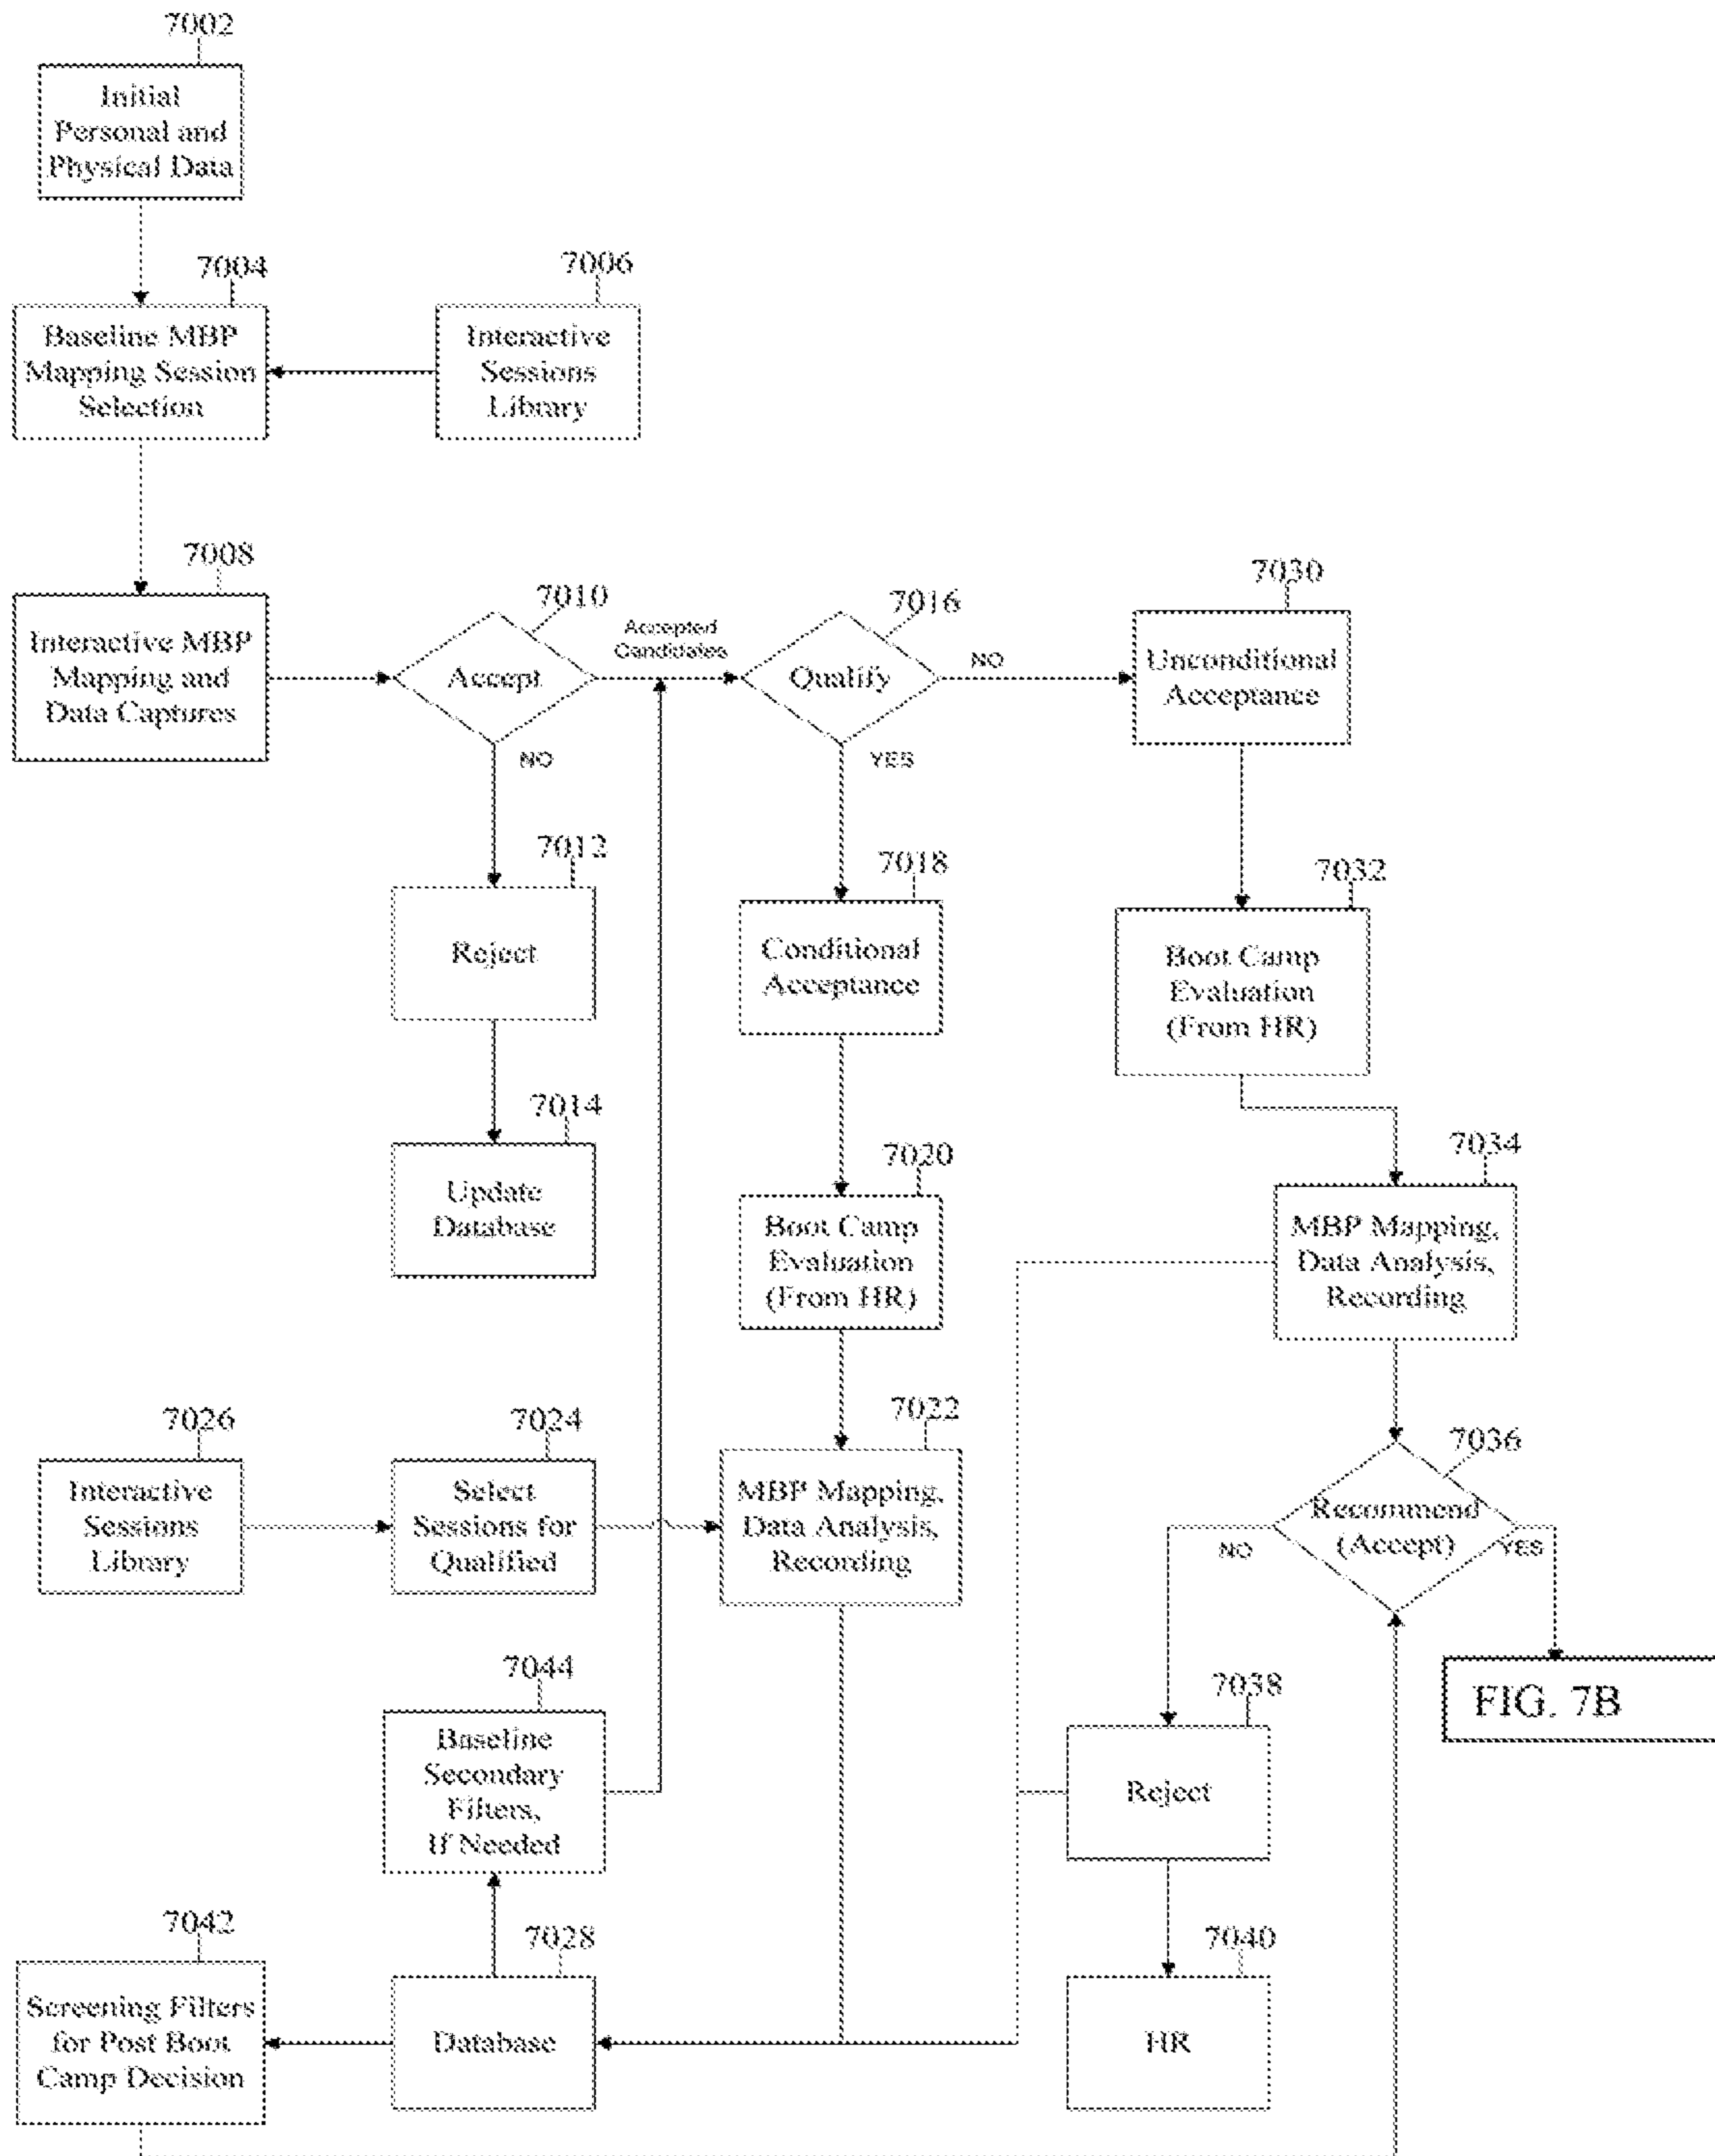 7002
Initial
Personal and
Physical Data
7004
Baseline MBP
Mapping Session
Selection
7006
Interactive
Sessions
Library
7008
Interactive MBP
Mapping and
Data Captures
7010
Accept
Accepted
Candidates
NO
7016
Qualify
NO
YES
7030
Unconditional
Acceptance
7012
Reject
7018
Conditional
Acceptance
7032
Boot Camp
Evaluation
(From HR)
7014
Update
Database
7020
Boot Camp
Evaluation
(From HR)
7034
MBP Mapping,
Data Analysis,
Recording
7026
Interactive
Sessions
Library
7024
Select
Sessions for
Qualified
7022
MBP Mapping,
Data Analysis,
Recording
7036
Recommend
(Accept)
NO
YES
FIG. 7B
7044
Baseline
Secondary
Filters,
If Needed
7038
Reject
7042
Screening Filters
for Post Boot
Camp Decision
7028
Database
7040
HR